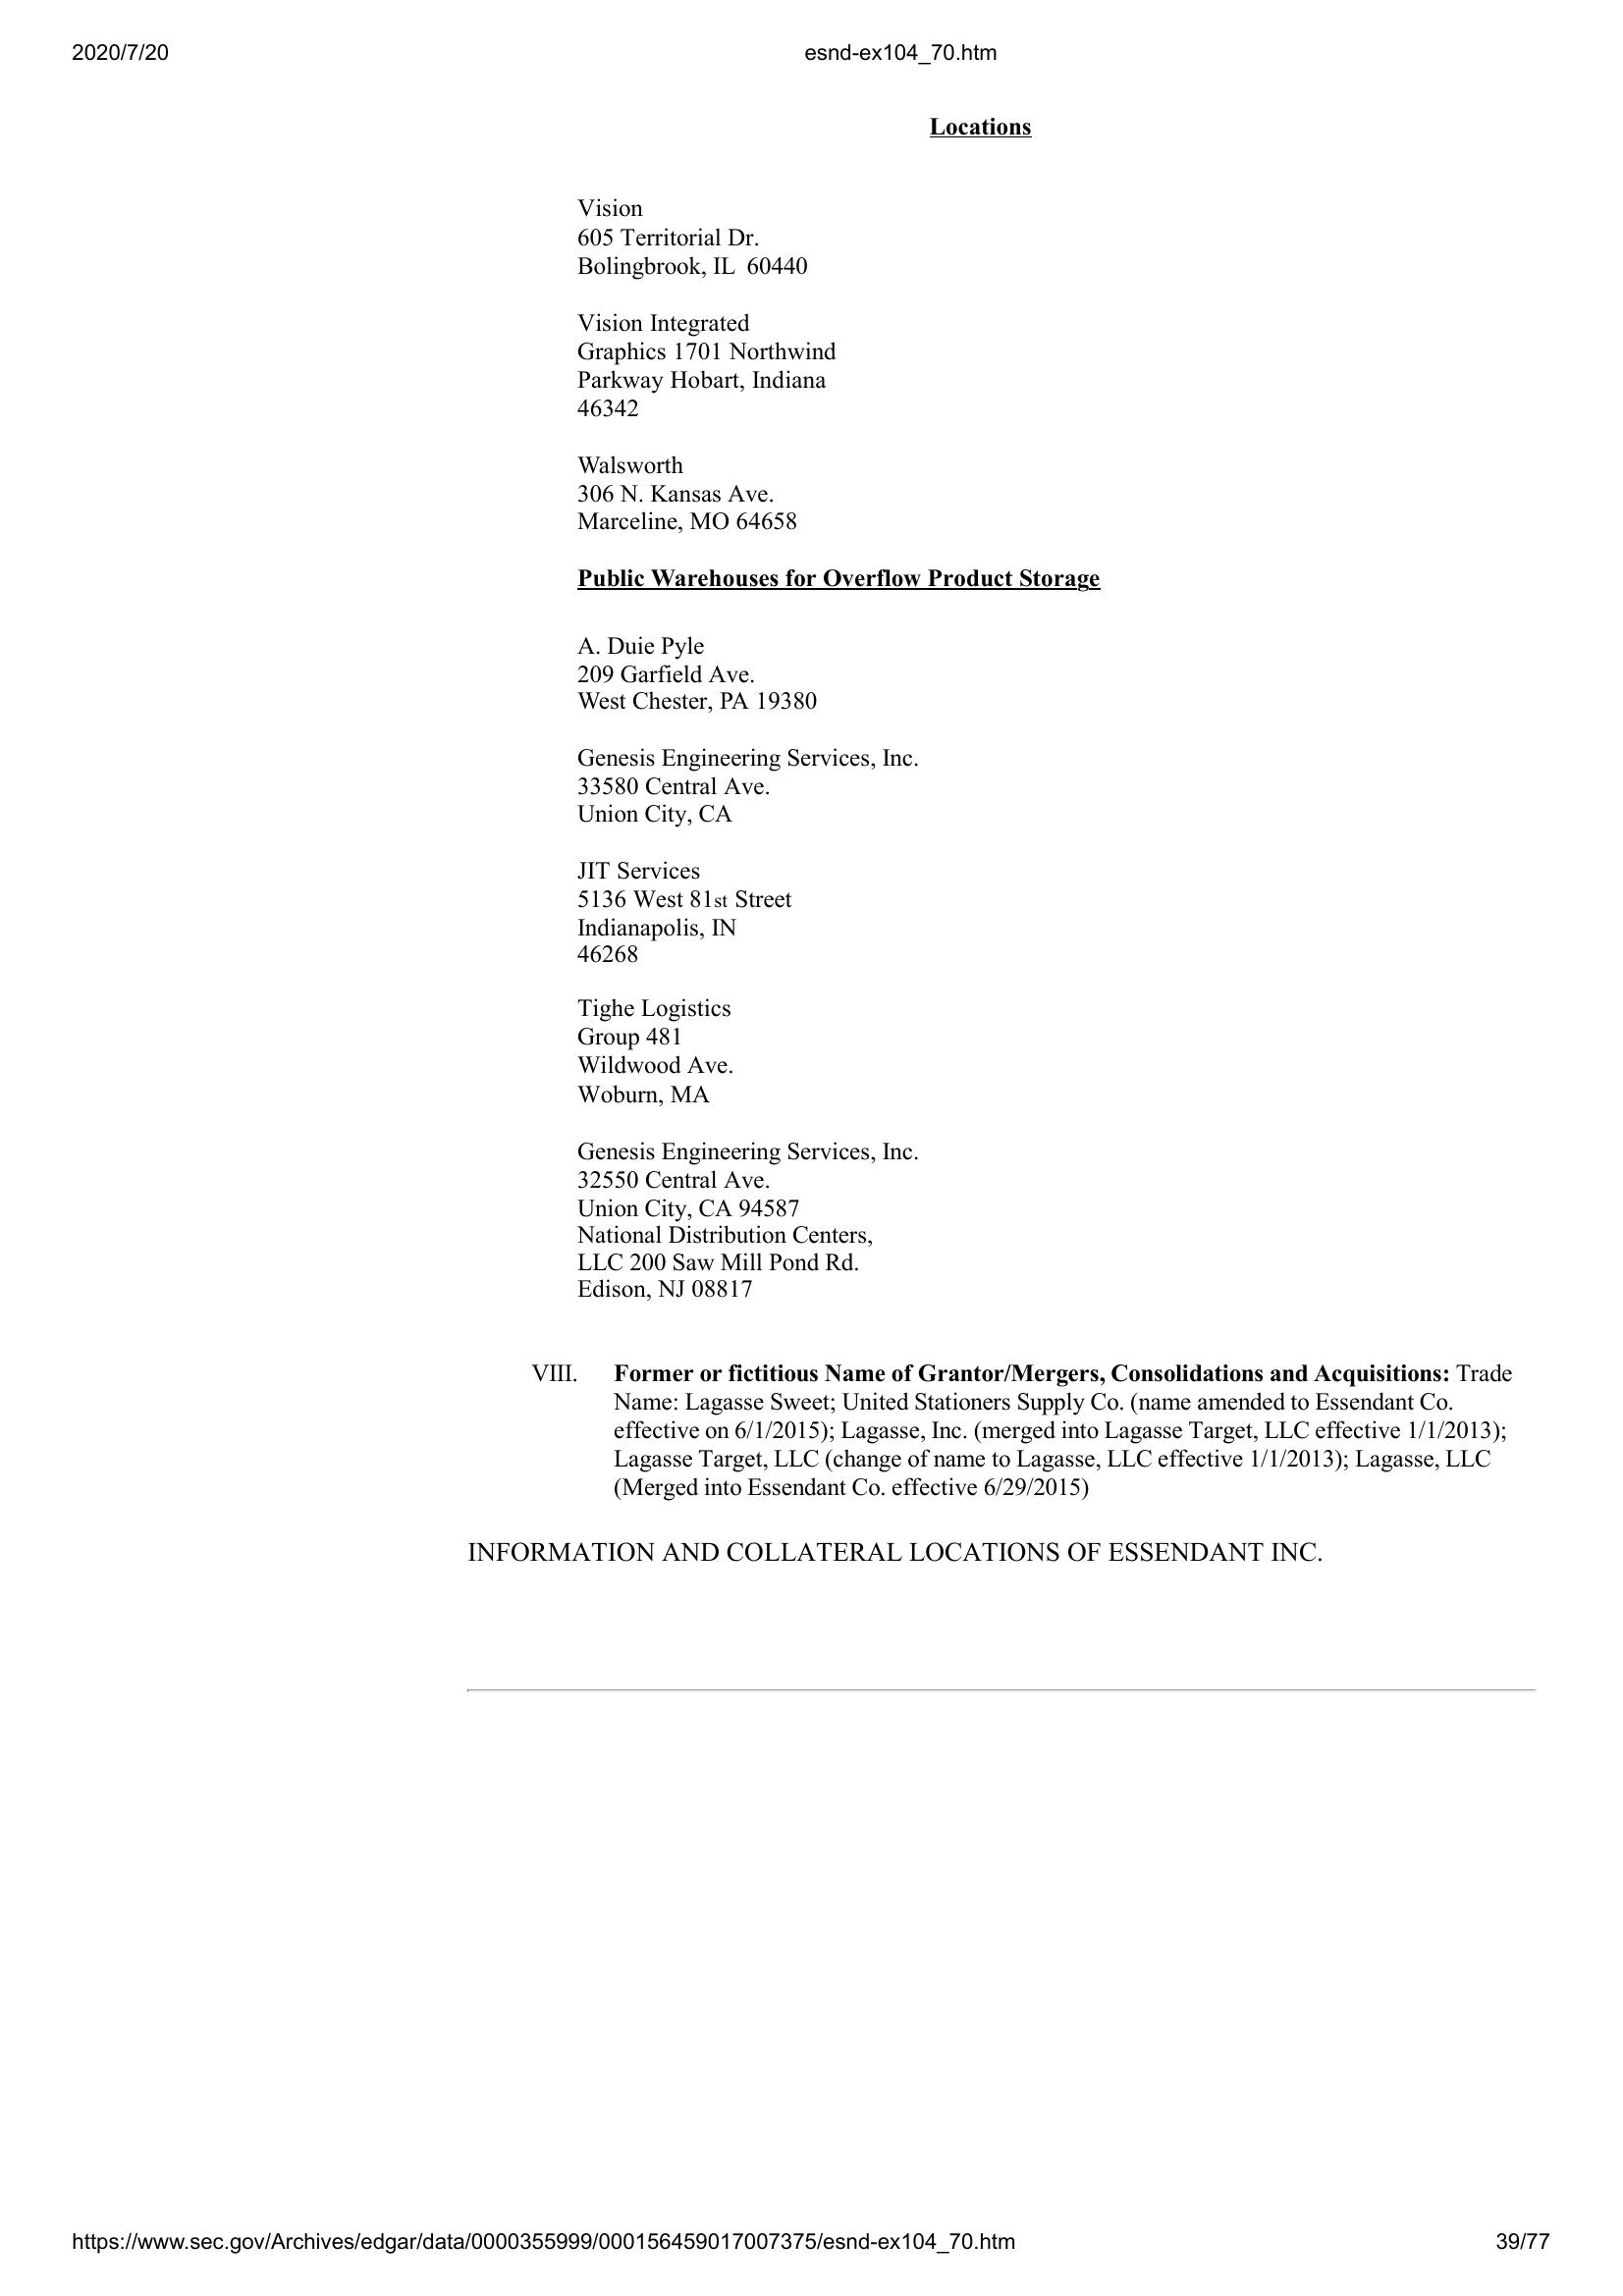 2020/7/20
esnd-ex104_70.htm
Locations
Vision
605 Territorial Dr.
Bolingbrook, IL  60440
Vision Integrated
Graphics 1701 Northwind
Parkway Hobart, Indiana
46342
Walsworth
306 N. Kansas Ave.
Marceline, MO 64658
Public Warehouses for Overflow Product Storage
A. Duie Pyle
209 Garfield Ave.
West Chester, PA 19380
Genesis Engineering Services, Inc.
33580 Central Ave.
Union City, CA
JIT Services
5136 West 81st Street
Indianapolis, IN
46268
Tighe Logistics
Group 481
Wildwood Ave.
Woburn, MA
Genesis Engineering Services, Inc.
32550 Central Ave.
Union City, CA 94587
National Distribution Centers,
LLC 200 Saw Mill Pond Rd.
Edison, NJ 08817
VIII. Former or fictitious Name of Grantor/Mergers, Consolidations and Acquisitions: Trade
Name: Lagasse Sweet; United Stationers Supply Co. (name amended to Essendant Co.
effective on 6/1/2015); Lagasse, Inc. (merged into Lagasse Target, LLC effective 1/1/2013);
Lagasse Target, LLC (change of name to Lagasse, LLC effective 1/1/2013); Lagasse, LLC
(Merged into Essendant Co. effective 6/29/2015)
INFORMATION AND COLLATERAL LOCATIONS OF ESSENDANT INC.
https://www.sec.gov/Archives/edgar/data/0000355999/000156459017007375/esnd-ex104_70.htm
39/77